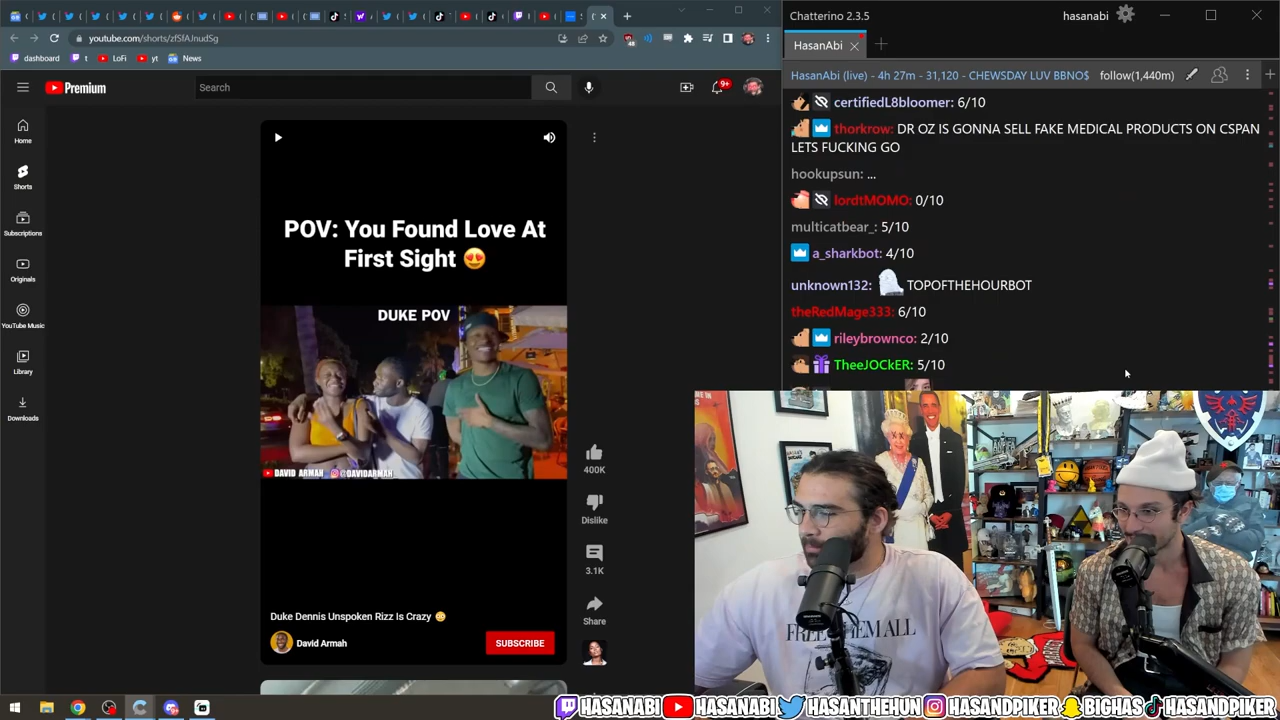 youtube.com/shorts/zfSfAJnudSg
dashboard
t
LoFi
yt
News
Premium
Search
9+
Home
Shorts
Subscriptions
Originals
YouTube Music
Library
Downloads
POV: You Found Love At
First Sight 😍
DUKE POV
DAVID ARMAH @DAVIDARMAH
400K
Dislike
3.1K
Share
Duke Dennis Unspoken Rizz Is Crazy 😳
David Armah
SUBSCRIBE
Chatterino 2.3.5
hasanabi
HasanAbi
HasanAbi (live) - 4h 27m - 31,120 - CHEWSDAY LUV BBNO$
follow(1,440m)
certifiedL8bloomer: 6/10
thorkrow: DR OZ IS GONNA SELL FAKE MEDICAL PRODUCTS ON CSPAN
LETS FUCKING GO
hookupsun: ...
lordtMOMO: 0/10
multicatbear_: 5/10
a_sharkbot: 4/10
unknown132: TOPOFTHEHOURBOT
theRedMage333: 6/10
rileybrownco: 2/10
TheeJOCkER: 5/10
HASANABI
HASANABI
HASANTHEHUN
HASANDPIKER
BIGHAS
HASANDPIKER